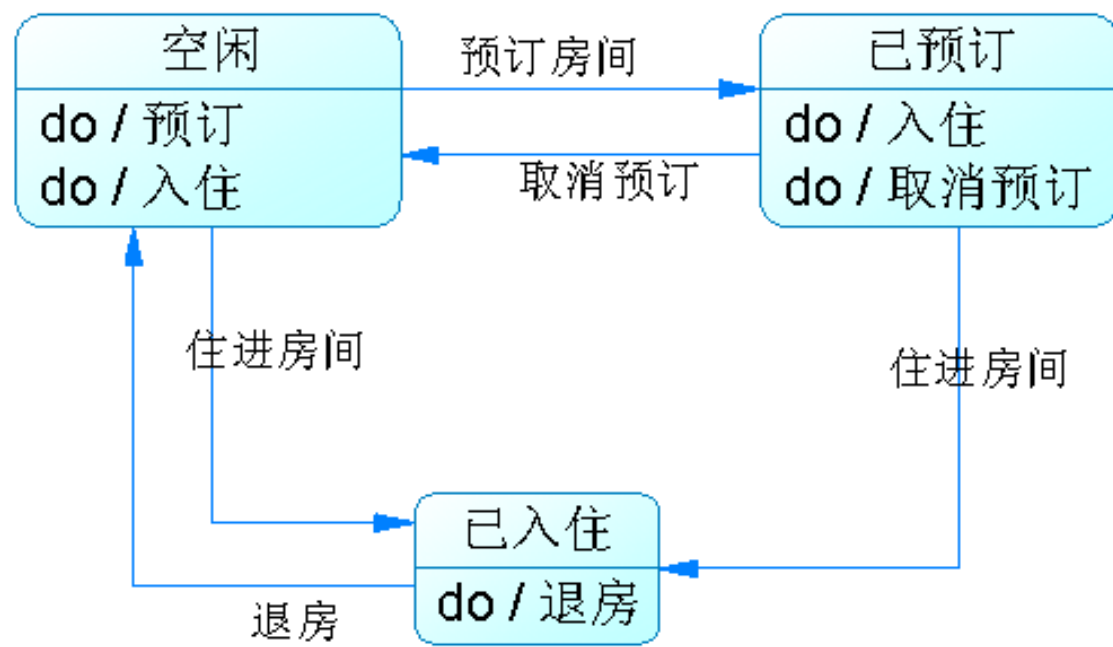 空闲
do / 预订
do / 入住
预订房间
取消预订
已预订
do / 入住
do / 取消预订
住进房间
住进房间
已入住
do / 退房
退房